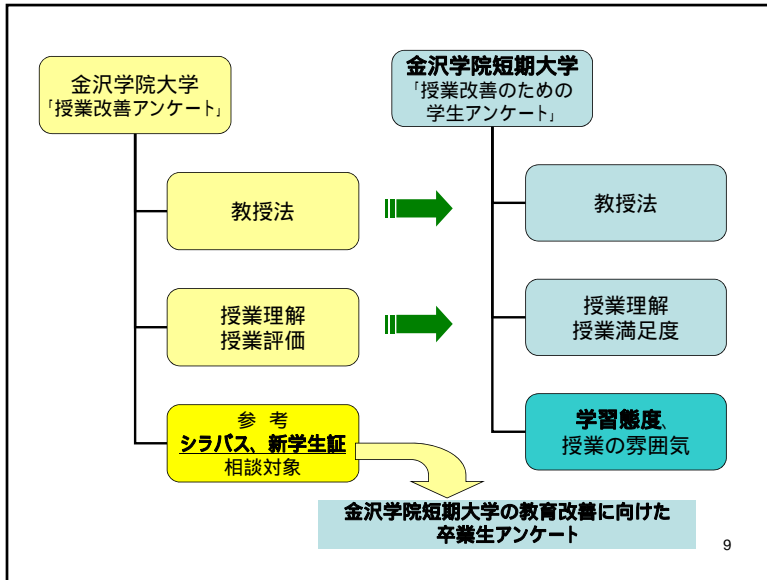 金沢学院大学
「授業改善アンケート」
教授法
授業理解
授業評価
参 考
シラバス、新学生証
相談対象
金沢学院短期大学
「授業改善のための
学生アンケート」
教授法
授業理解
授業満足度
学習態度、
授業の雰囲気
金沢学院短期大学の教育改善に向けた
卒業生アンケート
9